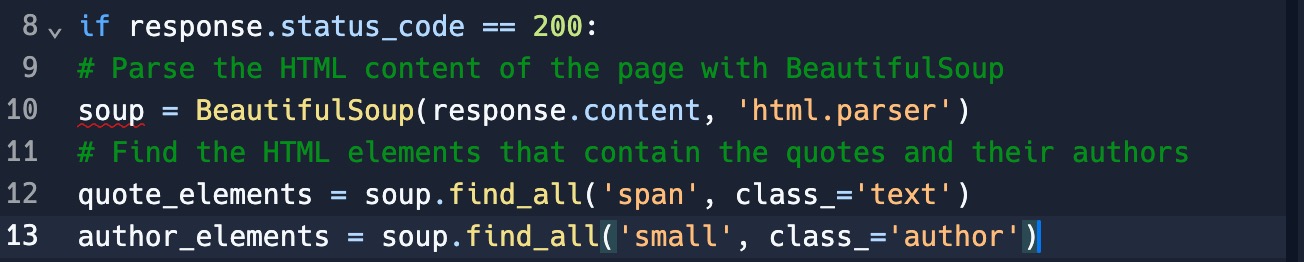 8 if response.status_code == 200:
9 # Parse the HTML content of the page with BeautifulSoup
10 soup = BeautifulSoup(response.content, 'html.parser')
11 # Find the HTML elements that contain the quotes and their authors
12 quote_elements = soup.find_all('span', class_='text')
13 author_elements = soup.find_all('small', class_='author')